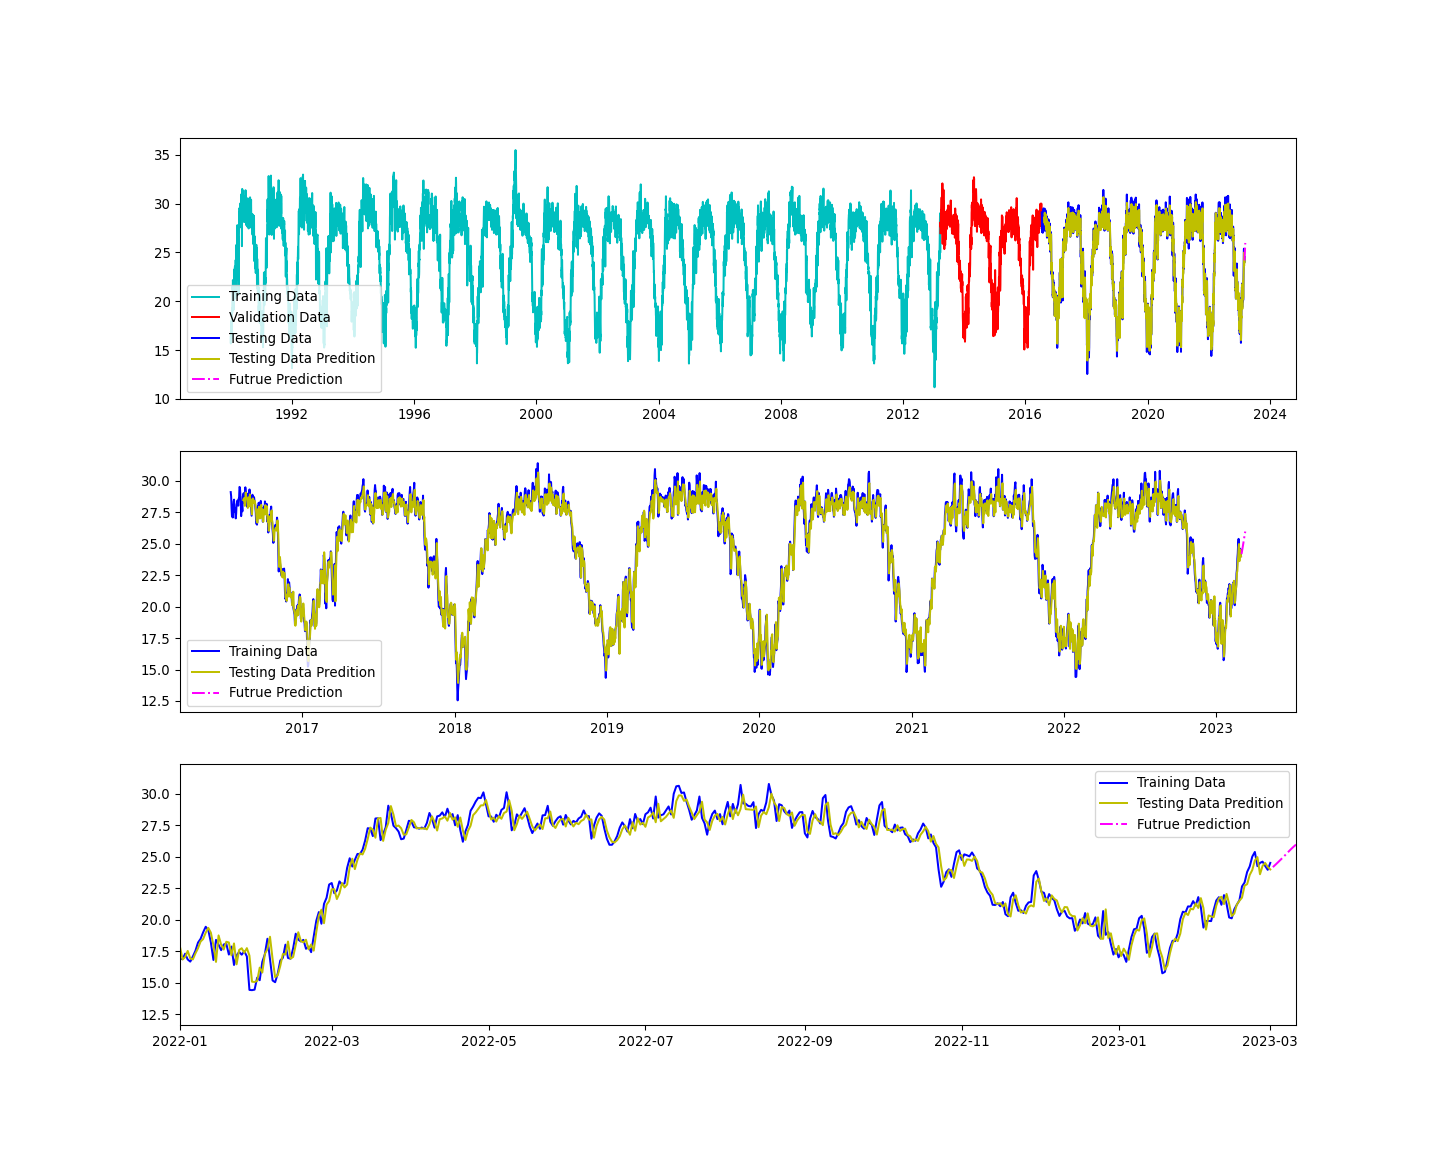 35
30
25
20
15
10
Training Data
Validation Data
Testing Data
Testing Data Predition
Futrue Prediction
1992 1996 2000 2004 2008 2012 2016 2020 2024
30.0
27.5
25.0
22.5
20.0
17.5
15.0
12.5
Training Data
Testing Data Predition
Futrue Prediction
2017 2018 2019 2020 2021 2022 2023
30.0
27.5
25.0
22.5
20.0
17.5
15.0
12.5
Training Data
Testing Data Predition
Futrue Prediction
2022-01 2022-03 2022-05 2022-07 2022-09 2022-11 2023-01 2023-03